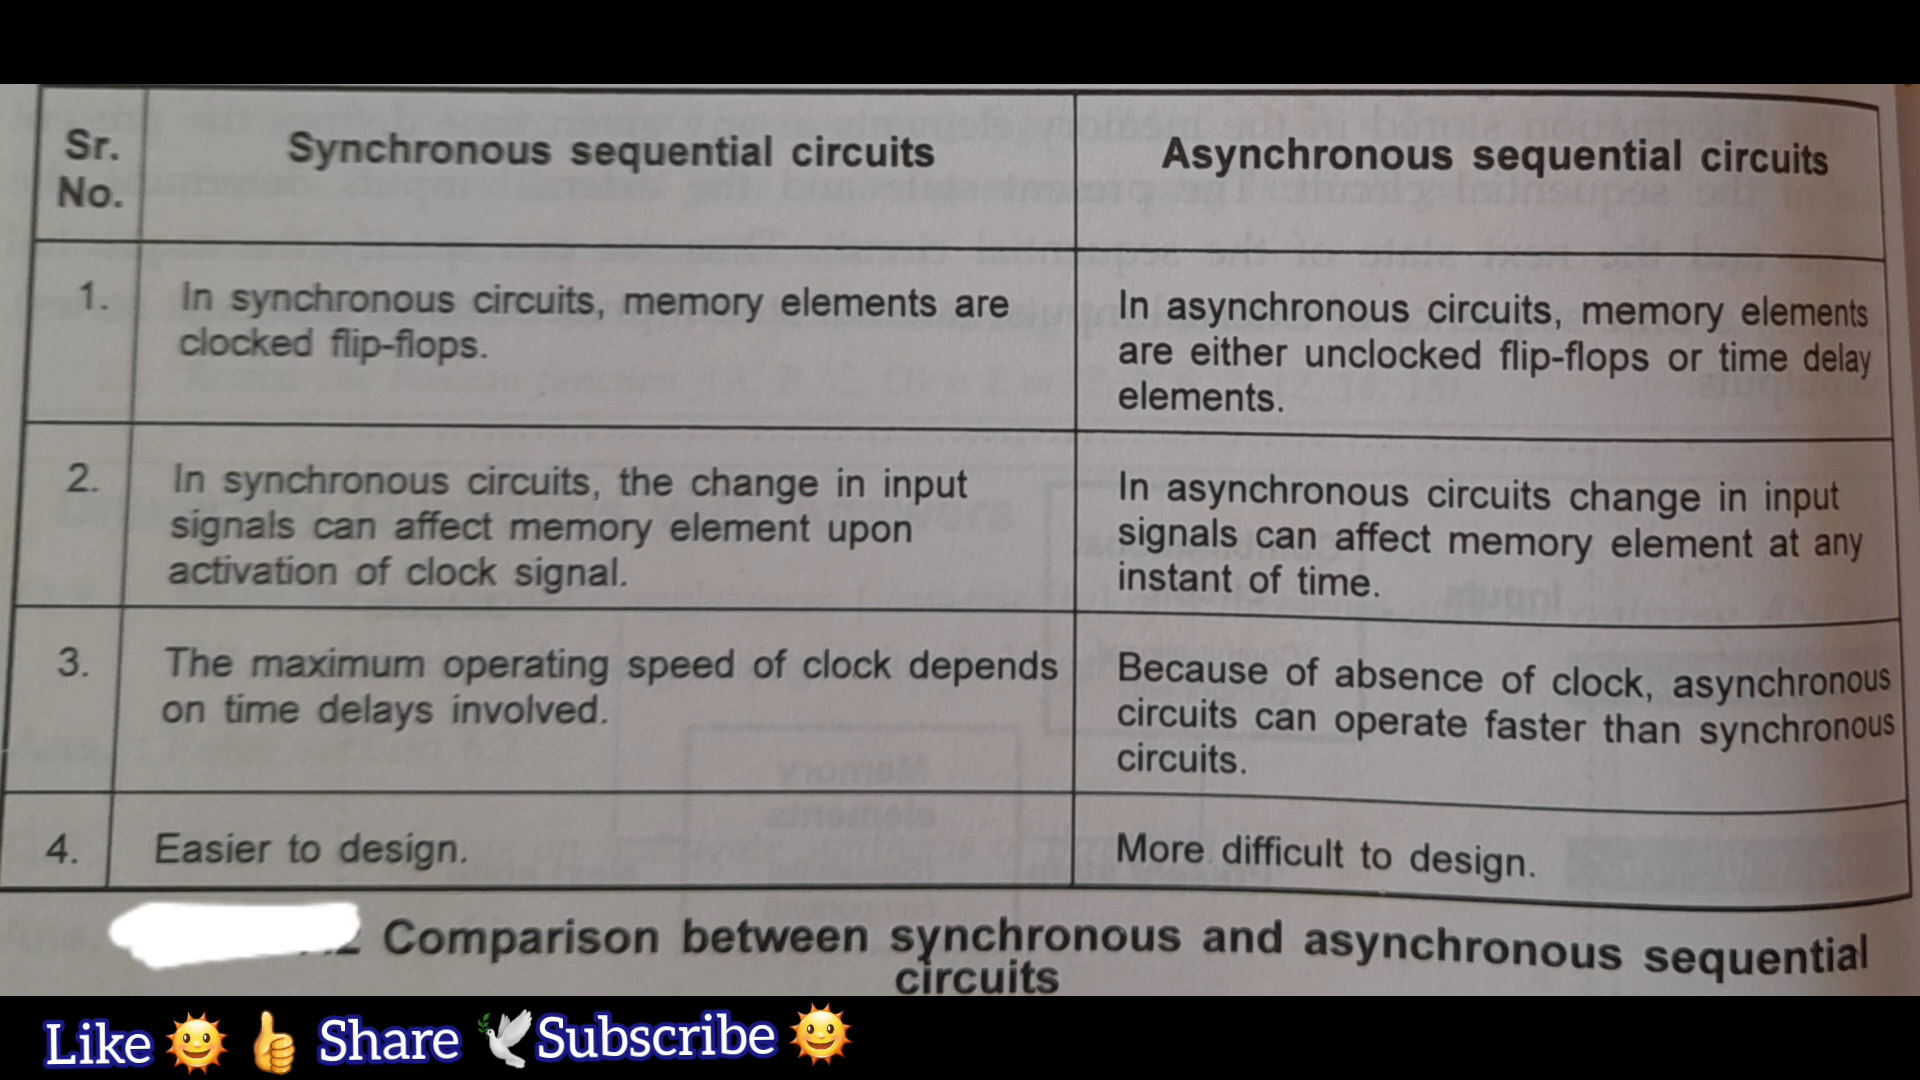 Sr.
No.
Synchronous sequential circuits
Asynchronous sequential circuits
1.
In synchronous circuits, memory elements are
clocked flip-flops.
In asynchronous circuits, memory elements
are either unclocked flip-flops or time delay
elements.
2.
In synchronous circuits, the change in input
signals can affect memory element upon
activation of clock signal.
In asynchronous circuits change in input
signals can affect memory element at any
instant of time.
3.
The maximum operating speed of clock depends
on time delays involved.
Because of absence of clock, asynchronous
circuits can operate faster than synchronous
circuits.
4.
Easier to design.
More difficult to design.
Comparison between synchronous and asynchronous sequential
circuits
Like 🌞 👍 Share 🕊️ Subscribe 🌞